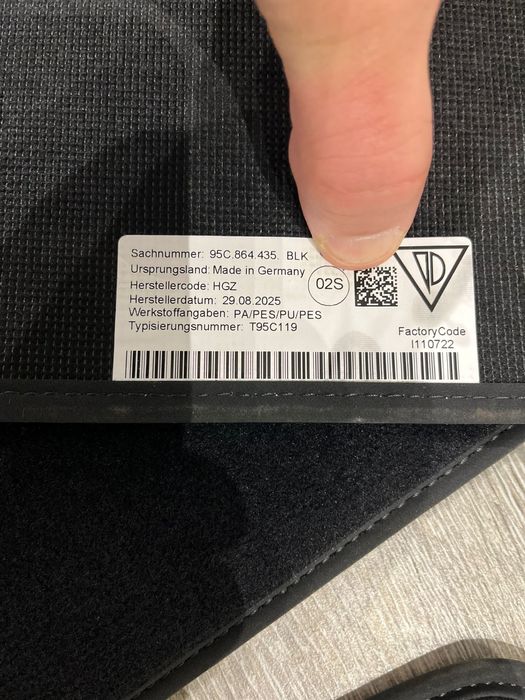 Sachnummer: 95C.864.435. BLK
Ursprungsland: Made in Germany
Herstellercode: HGZ
Herstellerdatum: 29.08.2025
Werkstoffangaben: PA/PES/PU/PES
Typisierungsnummer: T95C119
02S
FactoryCode
I110722